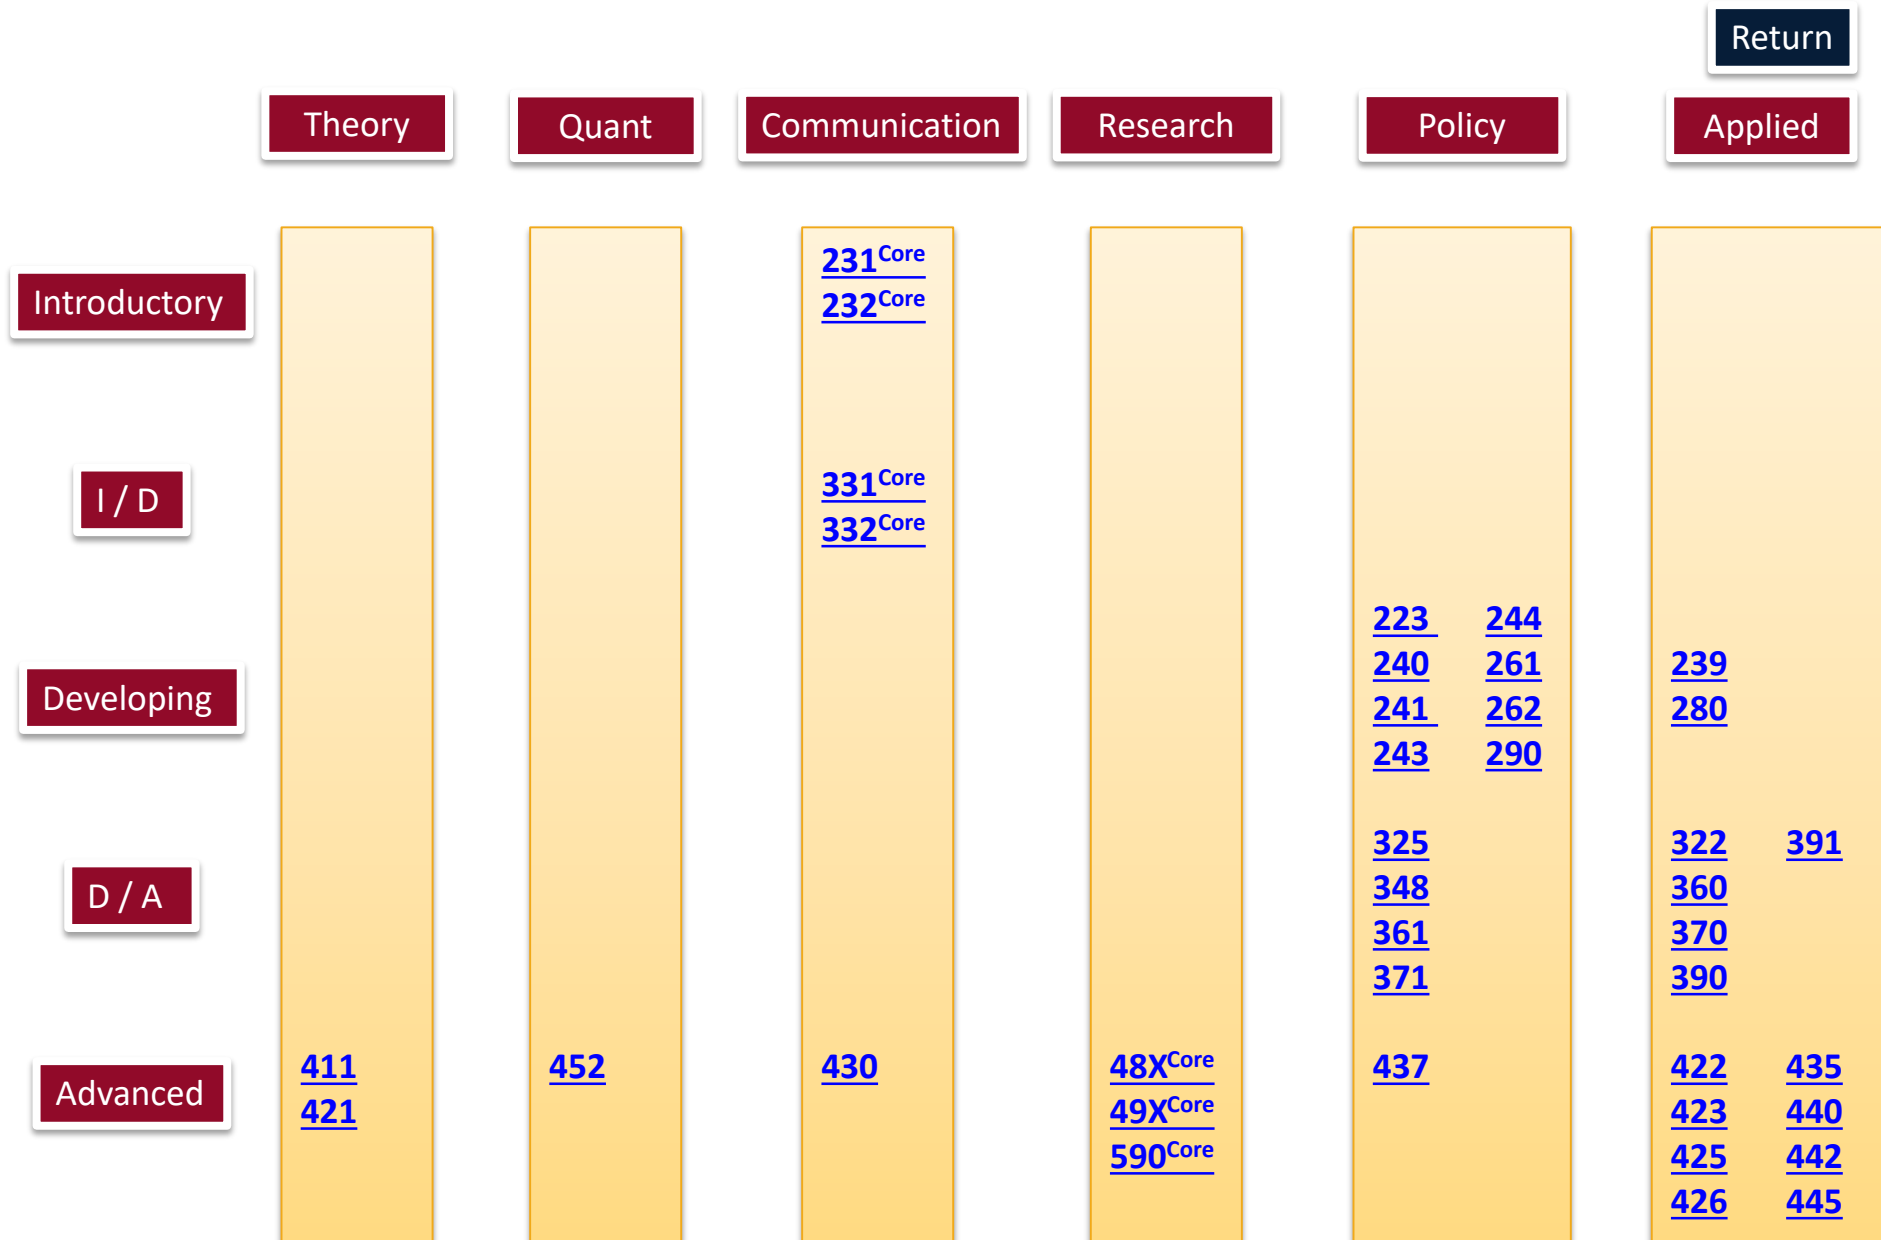 Return
Theory Quant Communication Research Policy Applied
231Core
Introductory
232Core
331Core
I / D
332Core
223 244
240 261 239
Developing
241 262 280
243 290
325 322 391
348 360
D / A
361 370
371 390
411 452 430 48XCore 437 422 435
Advanced
421 49XCore 423 440
590Core 425 442
426 445